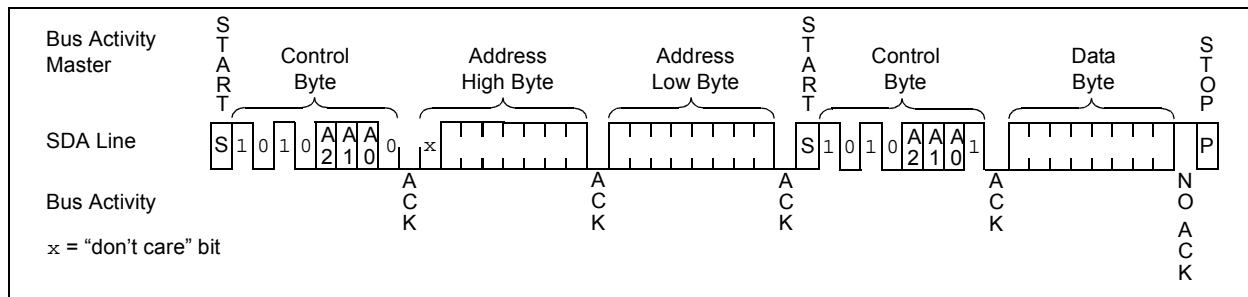 Bus Activity
Master
START
Control
Byte
Address
High Byte
Address
Low Byte
START
Control
Byte
Data
Byte
STOP
SDA Line
S 1 0 1 0 A2 A1 A0 0 x S 1 0 1 0 A2 A1 A0 1 P
Bus Activity
ACK
ACK
ACK
ACK
NO ACK
x = “don’t care” bit